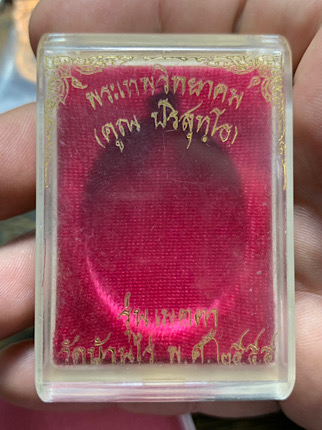 พระเทพวิทยาคม
(คูณ ปริสุทฺโธ)
รุ่น เมตตา
วัดบ้านไร่ พ.ศ.